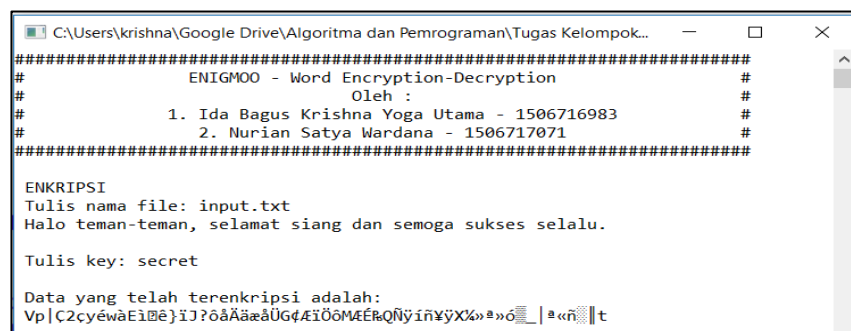 C:\Users\krishna\Google Drive\Algoritma dan Pemrograman\Tugas Kelompok...
########################################################################
# ENIGMOO - Word Encryption-Decryption #
# Oleh : #
# 1. Ida Bagus Krishna Yoga Utama - 1506716983 #
# 2. Nurian Satya Wardana - 1506717071 #
########################################################################
ENKRIPSI
Tulis nama file: input.txt
Halo teman-teman, selamat siang dan semoga sukses selalu.
Tulis key: secret
Data yang telah terenkripsi adalah: